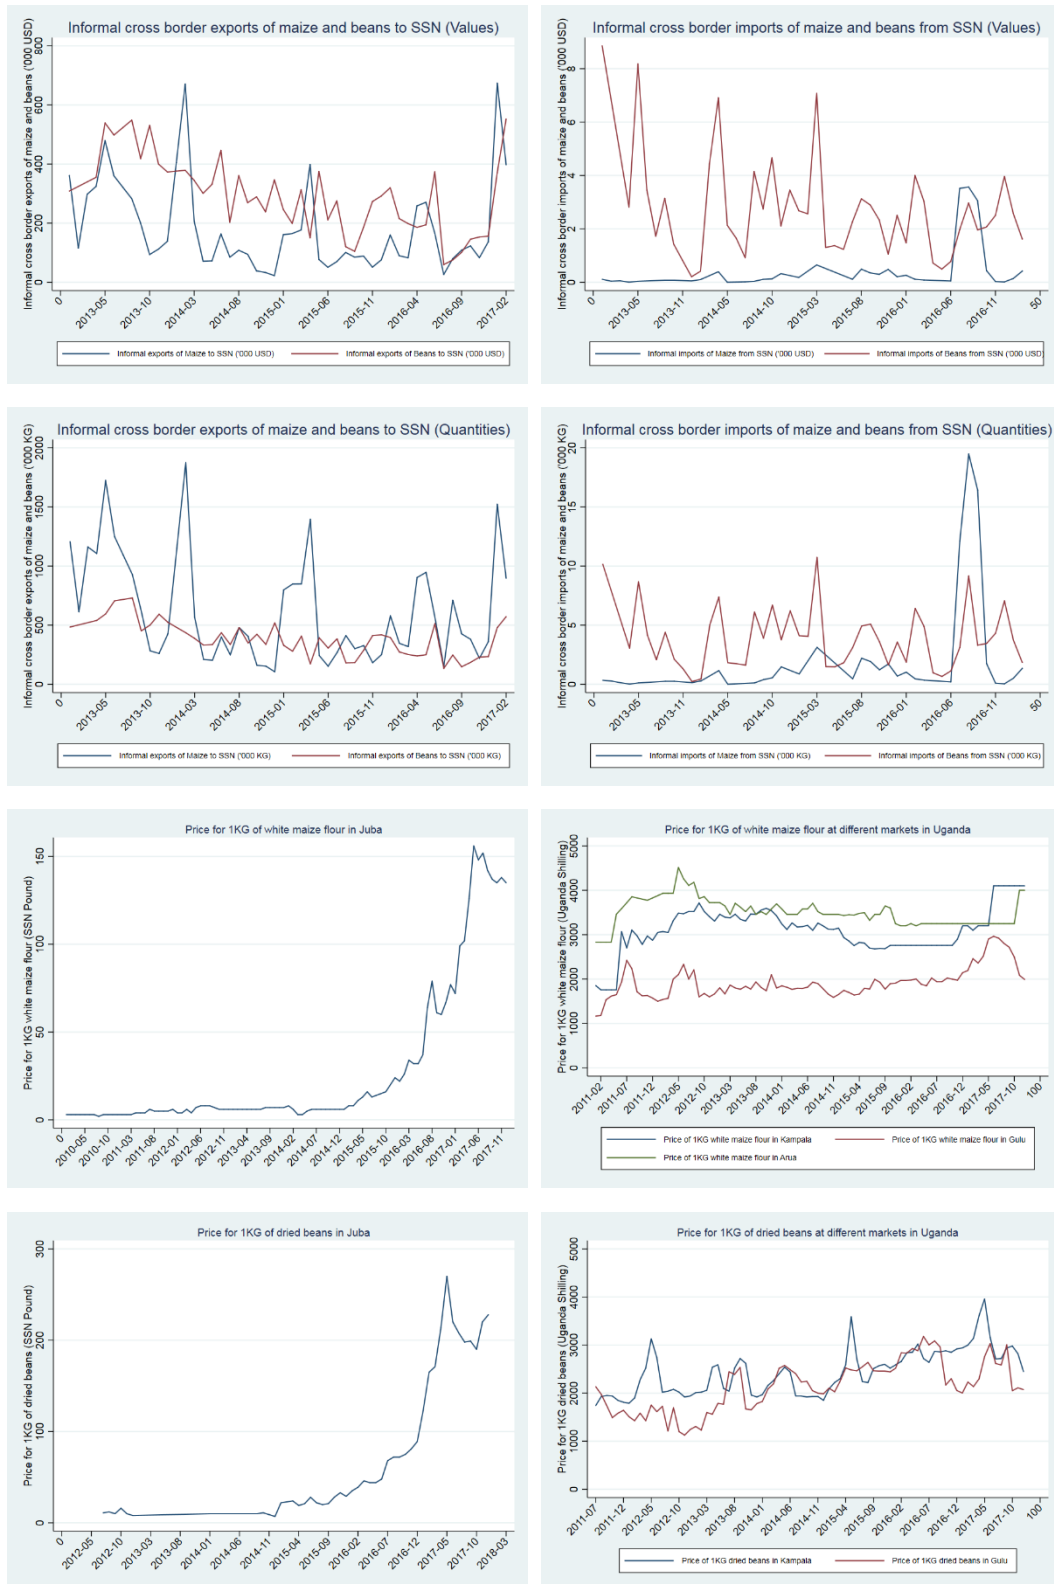 Informal cross border exports of maize and beans to SSN (Values)
Informal cross border exports of maize and beans ('000 USD)
800
600
400
200
0
0 2013-05 2013-10 2014-03 2014-08 2015-01 2015-06 2015-11 2016-04 2016-09 2017-02
Informal exports of Maize to SSN ('000 USD) Informal exports of Beans to SSN ('000 USD)
Informal cross border imports of maize and beans from SSN (Values)
Informal cross border imports of maize and beans ('000 USD)
8
6
4
2
0
0 2013-05 2013-11 2014-05 2014-10 2015-03 2015-08 2016-01 2016-06 2016-11 50
Informal imports of Maize from SSN ('000 USD) Informal imports of Beans from SSN ('000 USD)
Informal cross border exports of maize and beans to SSN (Quantities)
Informal cross border exports of maize and beans ('000 KG)
2000
1500
1000
500
0
0 2013-05 2013-10 2014-03 2014-08 2015-01 2015-06 2015-11 2016-04 2016-09 2017-02
Informal exports of Maize to SSN ('000 KG) Informal exports of Beans to SSN ('000 KG)
Informal cross border imports of maize and beans from SSN (Quantities)
Informal cross border imports of maize and beans ('000 KG)
20
15
10
5
0
0 2013-05 2013-11 2014-05 2014-10 2015-03 2015-08 2016-01 2016-06 2016-11 50
Informal imports of Maize from SSN ('000 KG) Informal imports of Beans from SSN ('000 KG)
Price for 1KG of white maize flour in Juba
Price for 1KG white maize flour (SSN Pound)
150
100
50
0
0 2010-05 2010-10 2011-03 2011-08 2012-01 2012-06 2012-11 2013-04 2013-09 2014-02 2014-07 2014-12 2015-05 2015-10 2016-03 2016-08 2017-01 2017-06 2017-11
Price for 1KG of white maize flour at different markets in Uganda
Price for 1KG white maize flour (Uganda Shilling)
5000
4000
3000
2000
1000
0
2011-02 2011-07 2011-12 2012-05 2012-10 2013-03 2013-08 2014-01 2014-06 2014-11 2015-04 2015-09 2016-02 2016-07 2016-12 2017-05 2017-10 100
Price of 1KG white maize flour in Kampala Price of 1KG white maize flour in Gulu
Price of 1KG white maize flour in Arua
Price for 1KG of dried beans in Juba
Price for 1KG of dried beans (SSN Pound)
300
200
100
0
0 2012-05 2012-10 2013-03 2013-08 2014-01 2014-06 2014-11 2015-04 2015-09 2016-02 2016-07 2016-12 2017-05 2017-10 2018-03
Price for 1KG of dried beans at different markets in Uganda
Price for 1KG dried beans (Uganda Shilling)
5000
4000
3000
2000
1000
0
2011-07 2011-12 2012-05 2012-10 2013-03 2013-08 2014-01 2014-06 2014-11 2015-04 2015-09 2016-02 2016-07 2016-12 2017-05 2017-10 100
Price of 1KG dried beans in Kampala Price of 1KG dried beans in Gulu